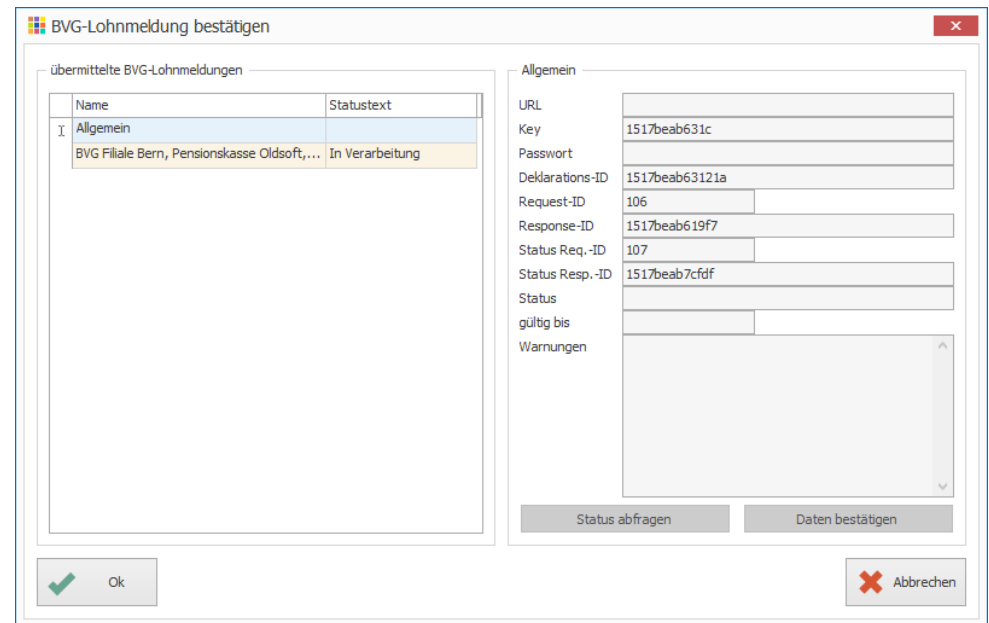 BVG-Lohnmeldung bestätigen
übermittelte BVG-Lohnmeldungen
Name Statustext
Allgemein
BVG Filiale Bern, Pensionskasse Oldsoft,... In Verarbeitung
Allgemein
URL
Key 1517beab631c
Passwort
Deklarations-ID 1517beab63121a
Request-ID 106
Response-ID 1517beab619f7
Status Req.-ID 107
Status Resp.-ID 1517beab7cfdf
Status
gültig bis
Warnungen
Status abfragen Daten bestätigen
Ok Abbrechen